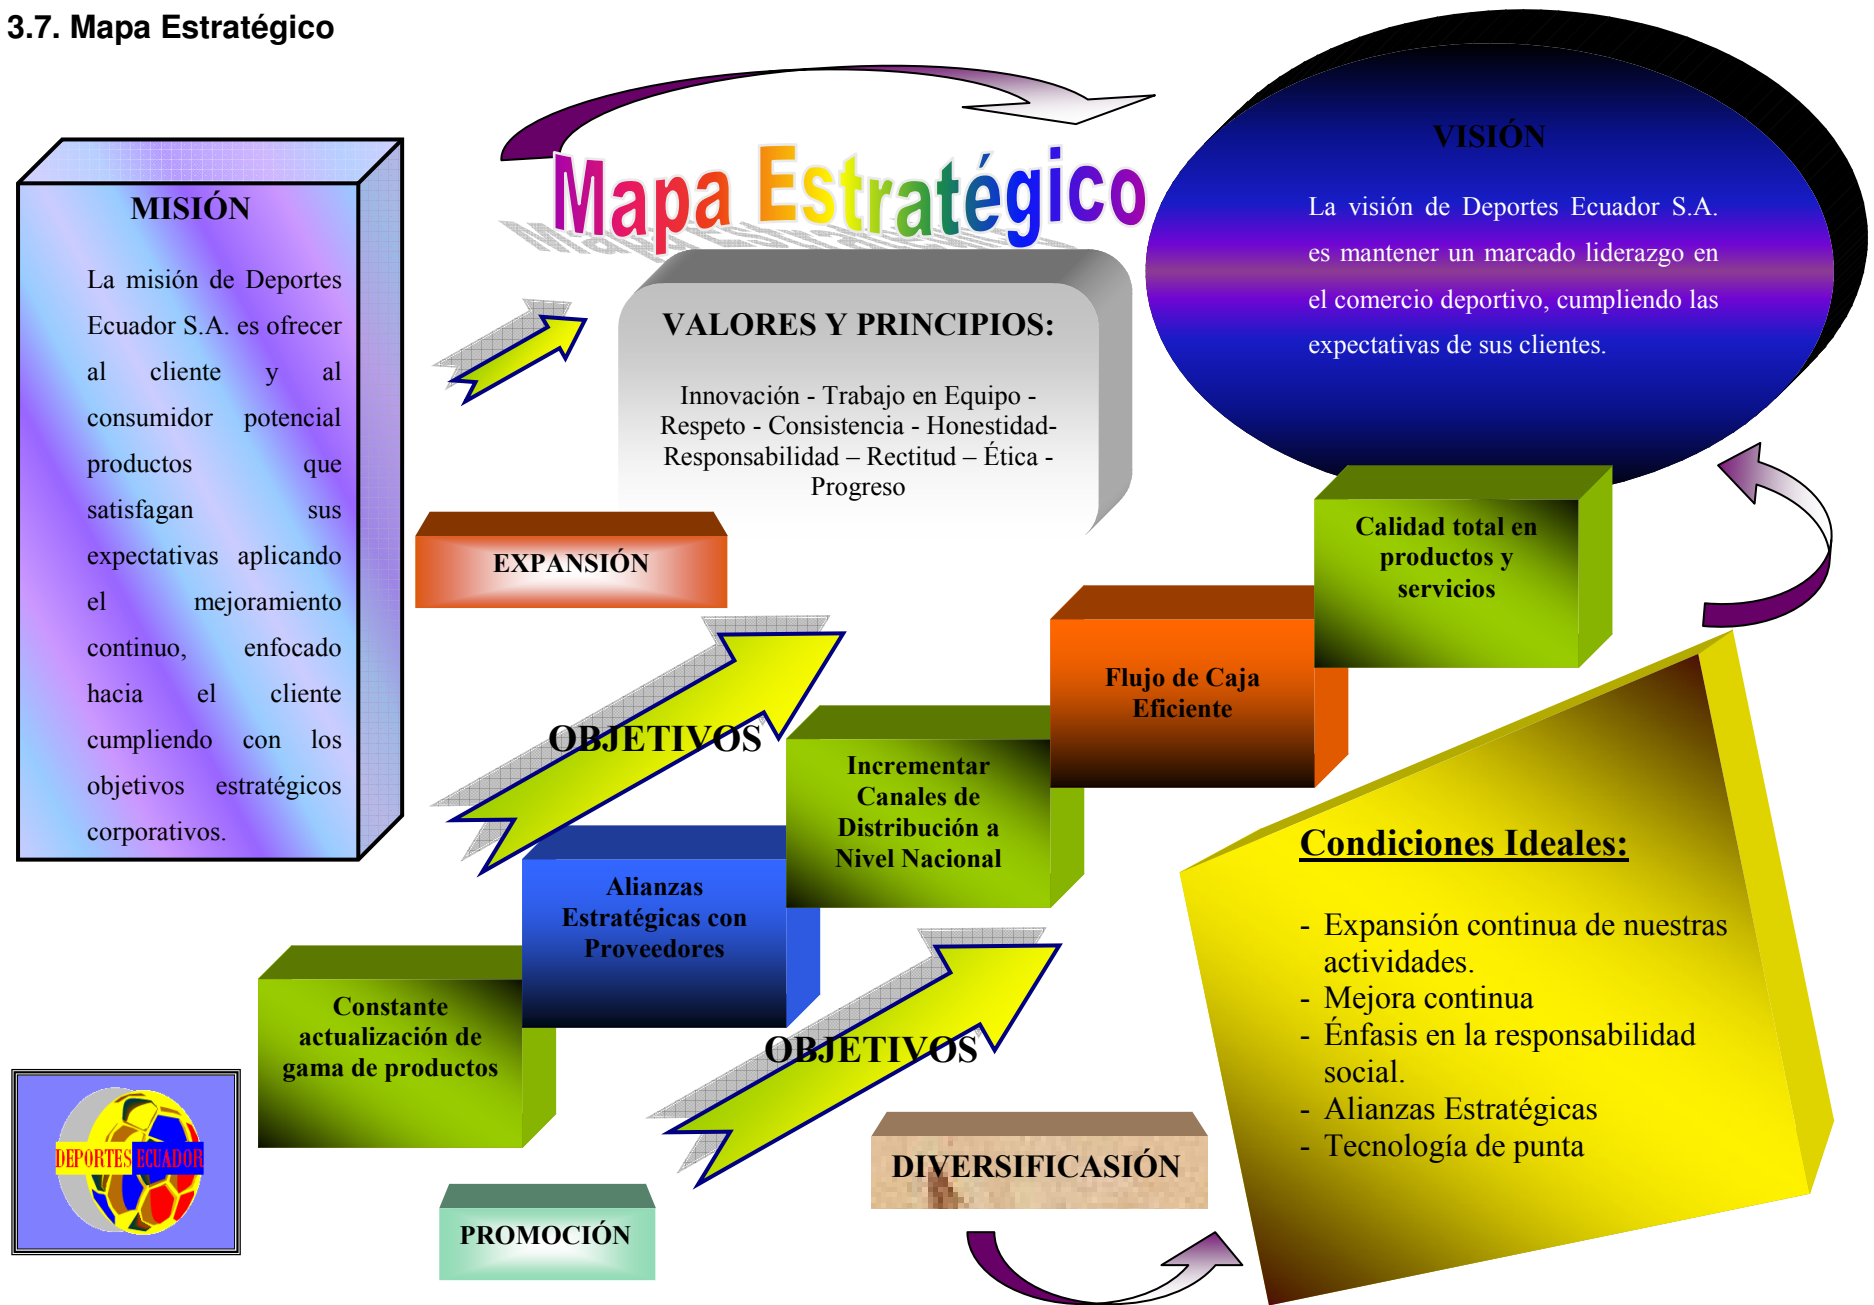 3.7. Mapa Estratégico
Mapa Estratégico
MISIÓN
La misión de Deportes
Ecuador S.A. es ofrecer
al cliente y al
consumidor potencial
productos que
satisfagan sus
expectativas aplicando
el mejoramiento
continuo, enfocado
hacia el cliente
cumpliendo con los
objetivos estratégicos
corporativos.
VALORES Y PRINCIPIOS:
Innovación - Trabajo en Equipo -
Respeto - Consistencia - Honestidad-
Responsabilidad – Rectitud – Ética -
Progreso
VISIÓN
La visión de Deportes Ecuador S.A.
es mantener un marcado liderazgo en
el comercio deportivo, cumpliendo las
expectativas de sus clientes.
EXPANSIÓN
OBJETIVOS
Calidad total en
productos y
servicios
Flujo de Caja
Eficiente
Incrementar
Canales de
Distribución a
Nivel Nacional
Alianzas
Estratégicas con
Proveedores
Constante
actualización de
gama de productos
OBJETIVOS
Condiciones Ideales:
- Expansión continua de nuestras
actividades.
- Mejora continua
- Énfasis en la responsabilidad
social.
- Alianzas Estratégicas
- Tecnología de punta
DIVERSIFICASIÓN
PROMOCIÓN
DEPORTES ECUADOR